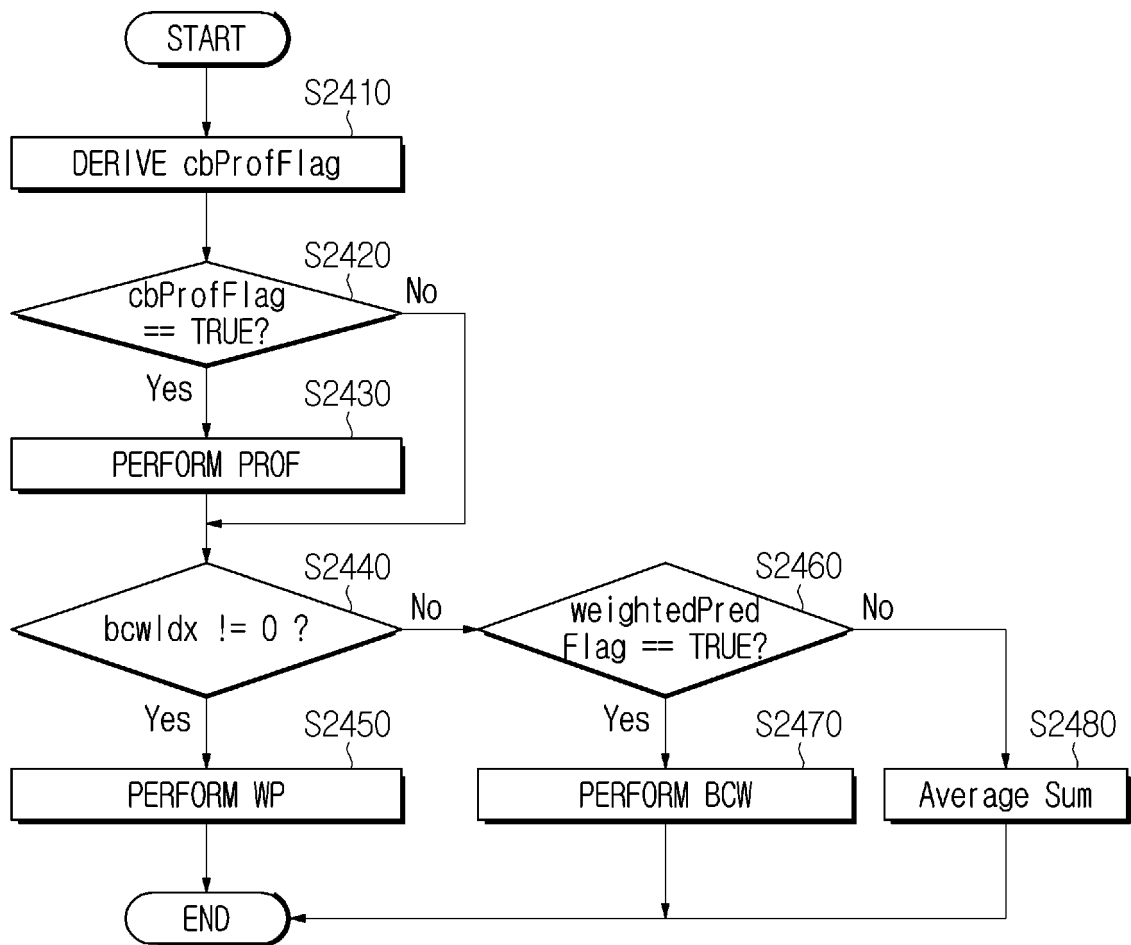 START
S2410
DERIVE cbProfFlag
S2420
cbProfFlag
== TRUE?
No
Yes
S2430
PERFORM PROF
S2440
bcwIdx != 0 ?
No
S2460
weightedPred
Flag == TRUE?
No
Yes
S2450
PERFORM WP
Yes
S2470
PERFORM BCW
S2480
Average Sum
END